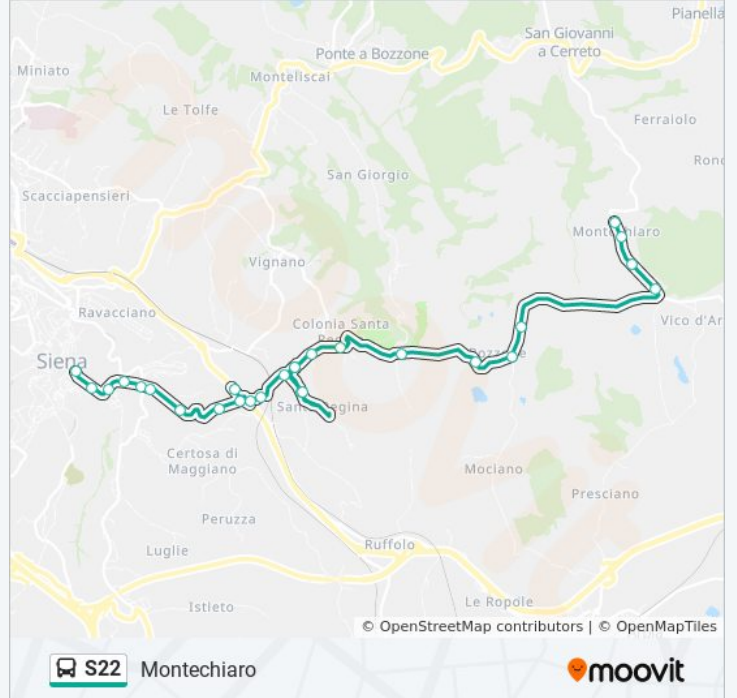 Pianella
San Giovanni
a Cerreto
Ponte a Bozzone
Miniato
Monteliscai
Le Tolfe
Ferraiolo
San Giorgio
Scacciapensieri
Montechiaro
Vignano
Ravacciano
Colonia Santa
Vico d'Ar
Siena
Santa Regina
Certosa di
Maggiano
Mociano
Presciano
Peruzza
Ruffolo
Luglie
Le Ropole
Istieto
© OpenStreetMap contributors | © OpenMapTiles
S22 Montechiaro
moovit